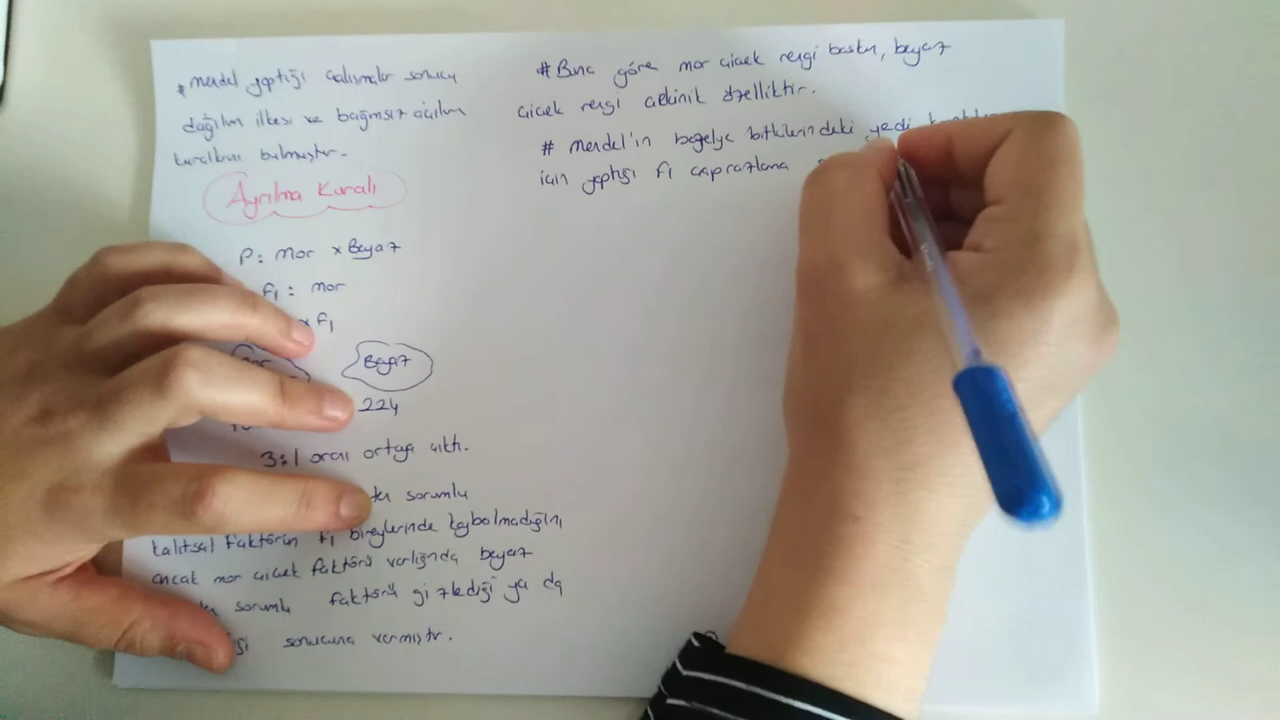 * mendel yaptığı çalışmalar sonucu
dağılım ilkesi ve bağımsız açılım
kuralını bulmuştur.
Ayrılma Kuralı
P: mor x Beyaz
F1 : mor
x F1
Beyaz
224
3:1 oranı ortaya çıktı.
sorumlu
kalıtsal faktörün F1 bireylerinde kaybolmadığını,
ancak mor çiçek faktörü varlığında beyaz
sorumlu faktörü gizlediği ya da
sonucuna varmıştır.
# Buna göre mor çiçek rengi baskın, beyaz
çiçek rengi çekinik özelliktir.
# mendel'in bezelye bitkilerindeki yedi
için yaptığı F1 çaprazlama